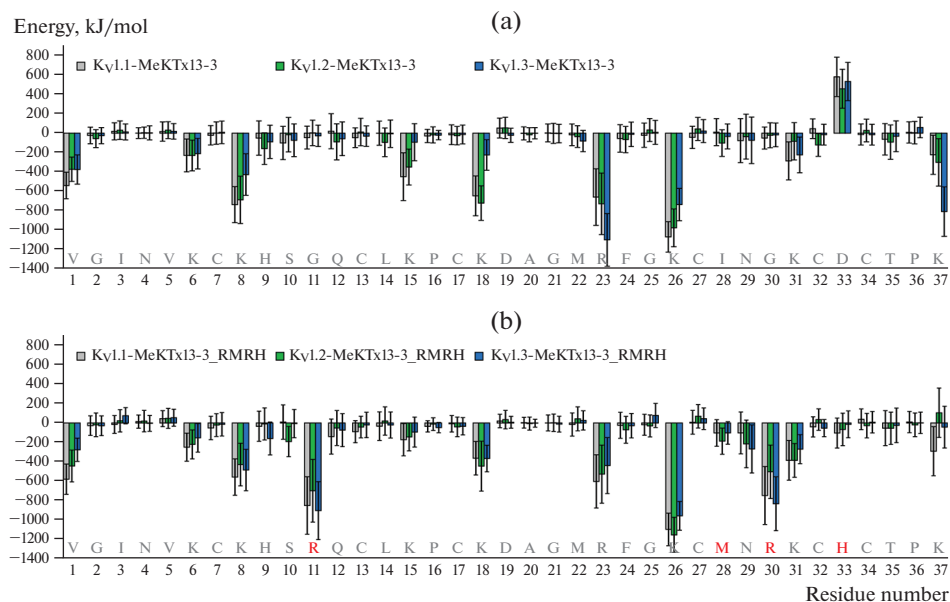 Energy, kJ/mol
(a)
800
600
400
200
0
−200
−400
−600
−800
−1000
−1200
−1400
Kv1.1-MeKTx13-3 Kv1.2-MeKTx13-3 Kv1.3-MeKTx13-3
V G I N V K C K H S G Q C L K P C K D A G M R F G K C I N G K C D C T P K
1 2 3 4 5 6 7 8 9 10 11 12 13 14 15 16 17 18 19 20 21 22 23 24 25 26 27 28 29 30 31 32 33 34 35 36 37
(b)
800
600
400
200
0
−200
−400
−600
−800
−1000
−1200
−1400
Kv1.1-MeKTx13-3_RMRH Kv1.2-MeKTx13-3_RMRH Kv1.3-MeKTx13-3_RMRH
V G I N V K C K H S R Q C L K P C K D A G M R F G K C M N R K C H C T P K
1 2 3 4 5 6 7 8 9 10 11 12 13 14 15 16 17 18 19 20 21 22 23 24 25 26 27 28 29 30 31 32 33 34 35 36 37
Residue number